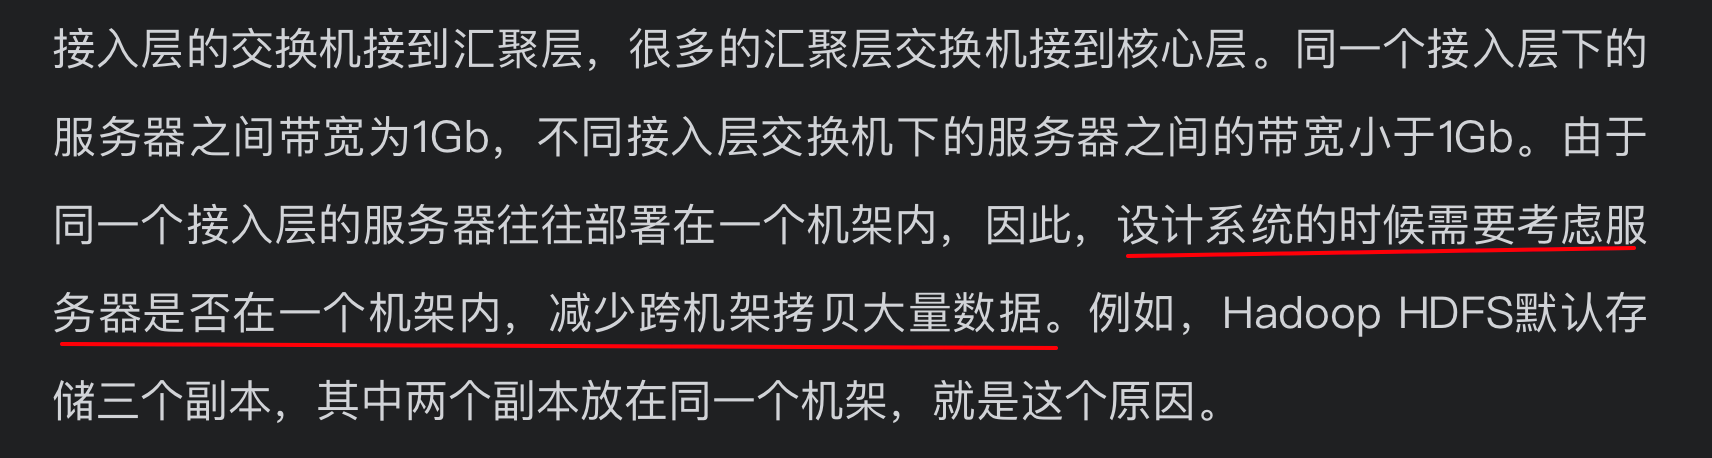 接入层的交换机接到汇聚层，很多的汇聚层交换机接到核心层。同一个接入层下的
服务器之间带宽为1Gb，不同接入层交换机下的服务器之间的带宽小于1Gb。由于
同一个接入层的服务器往往部署在一个机架内，因此，设计系统的时候需要考虑服
务器是否在一个机架内，减少跨机架拷贝大量数据。例如，Hadoop HDFS默认存
储三个副本，其中两个副本放在同一个机架，就是这个原因。